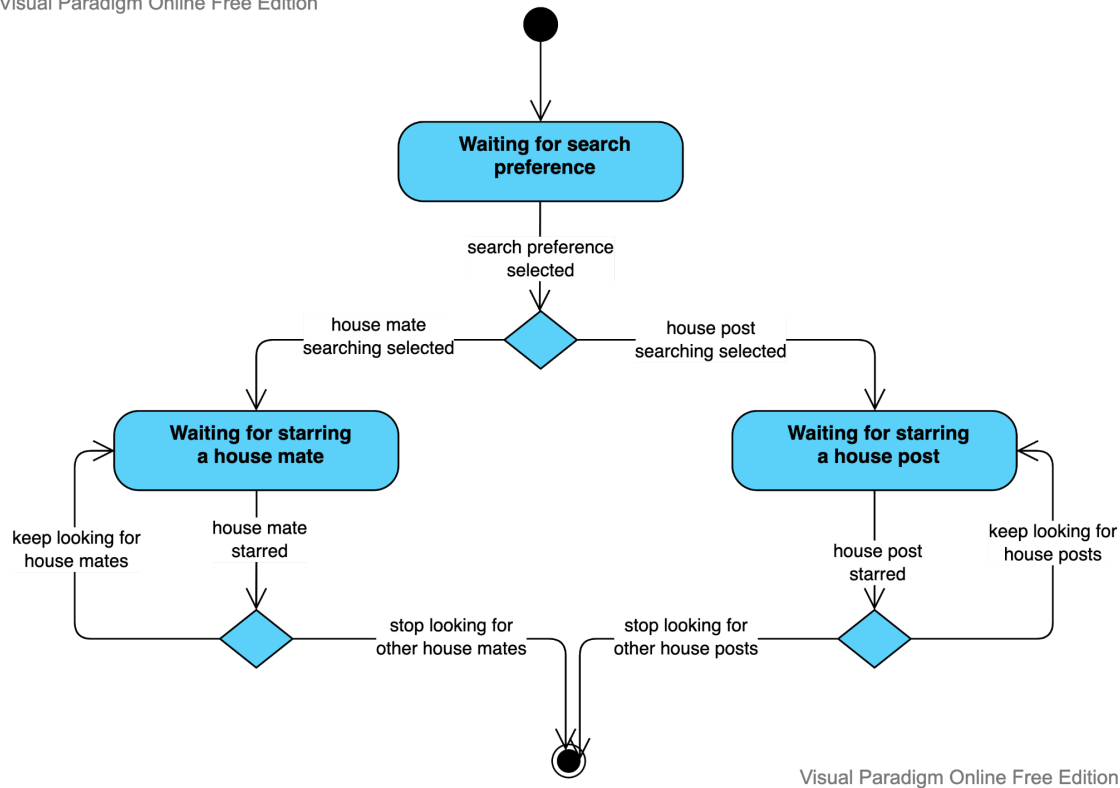 Visual Paradigm Online Free Edition
Waiting for search
preference
search preference
selected
house mate
searching selected
house post
searching selected
Waiting for starring
a house mate
Waiting for starring
a house post
keep looking for
house mates
house mate
starred
house post
starred
keep looking for
house posts
stop looking for
other house mates
stop looking for
other house posts
Visual Paradigm Online Free Edition